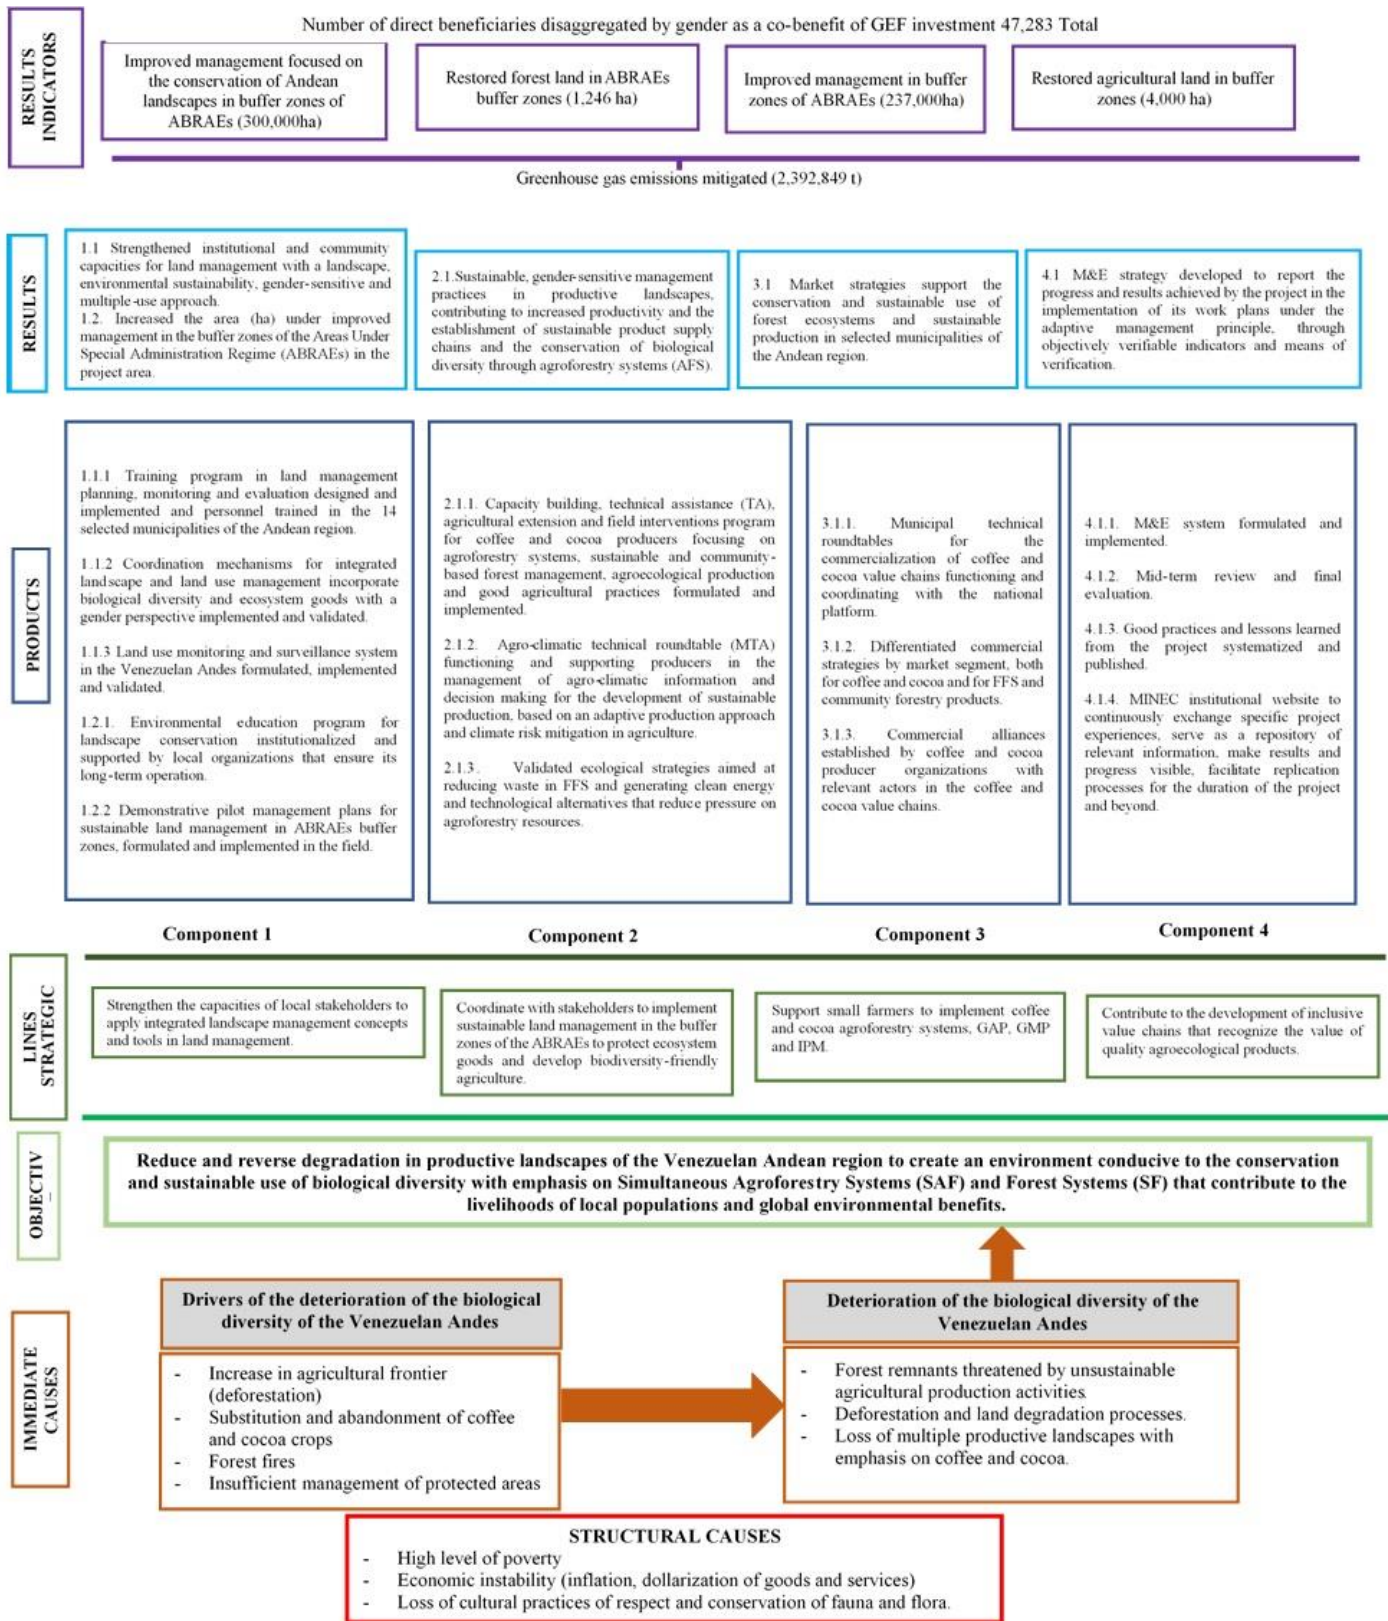 Number of direct beneficiaries disaggregated by gender as a co-benefit of GEF investment 47,283 Total
RESULTS
INDICATORS
Improved management focused on
the conservation of Andean
landscapes in buffer zones of
ABRAEs (300,000ha)
Restored forest land in ABRAEs
buffer zones (1,246 ha)
Improved management in buffer
zones of ABRAEs (237,000ha)
Restored agricultural land in buffer
zones (4,000 ha)
Greenhouse gas emissions mitigated (2,392,849 t)
RESULTS
1.1 Strengthened institutional and community
capacities for land management with a landscape,
environmental sustainability, gender-sensitive and
multiple-use approach.
1.2. Increased the area (ha) under improved
management in the buffer zones of the Areas Under
Special Administration Regime (ABRAEs) in the
project area.
2.1.Sustainable, gender-sensitive management
practices in productive landscapes,
contributing to increased productivity and the
establishment of sustainable product supply
chains and the conservation of biological
diversity through agroforestry systems (AFS).
3.1 Market strategies support the
conservation and sustainable use of
forest ecosystems and sustainable
production in selected municipalities of
the Andean region.
4.1 M&E strategy developed to report the
progress and results achieved by the project in the
implementation of its work plans under the
adaptive management principle, through
objectively verifiable indicators and means of
verification.
PRODUCTS
1.1.1 Training program in land management
planning, monitoring and evaluation designed and
implemented and personnel trained in the 14
selected municipalities of the Andean region.
1.1.2 Coordination mechanisms for integrated
landscape and land use management incorporate
biological diversity and ecosystem goods with a
gender perspective implemented and validated.
1.1.3 Land use monitoring and surveillance system
in the Venezuelan Andes formulated, implemented
and validated.
1.2.1. Environmental education program for
landscape conservation institutionalized and
supported by local organizations that ensure its
long-term operation.
1.2.2 Demonstrative pilot management plans for
sustainable land management in ABRAEs buffer
zones, formulated and implemented in the field.
2.1.1. Capacity building, technical assistance (TA),
agricultural extension and field interventions program
for coffee and cocoa producers focusing on
agroforestry systems, sustainable and community-
based forest management, agroecological production
and good agricultural practices formulated and
implemented.
2.1.2. Agro-climatic technical roundtable (MTA)
functioning and supporting producers in the
management of agro-climatic information and
decision making for the development of sustainable
production, based on an adaptive production approach
and climate risk mitigation in agriculture.
2.1.3. Validated ecological strategies aimed at
reducing waste in FFS and generating clean energy
and technological alternatives that reduce pressure on
agroforestry resources.
3.1.1. Municipal technical
roundtables for the
commercialization of coffee and
cocoa value chains functioning and
coordinating with the national
platform.
3.1.2. Differentiated commercial
strategies by market segment, both
for coffee and cocoa and for FFS and
community forestry products.
3.1.3. Commercial alliances
established by coffee and cocoa
producer organizations with
relevant actors in the coffee and
cocoa value chains.
4.1.1. M&E system formulated and
implemented.
4.1.2. Mid-term review and final
evaluation.
4.1.3. Good practices and lessons learned
from the project systematized and
published.
4.1.4. MINEC institutional website to
continuously exchange specific project
experiences, serve as a repository of
relevant information, make results and
progress visible, facilitate replication
processes for the duration of the project
and beyond.
Component 1
Component 2
Component 3
Component 4
LINES
STRATEGIC
Strengthen the capacities of local stakeholders to
apply integrated landscape management concepts
and tools in land management.
Coordinate with stakeholders to implement
sustainable land management in the buffer
zones of the ABRAEs to protect ecosystem
goods and develop biodiversity-friendly
agriculture.
Support small farmers to implement coffee
and cocoa agroforestry systems, GAP, GMP
and IPM.
Contribute to the development of inclusive
value chains that recognize the value of
quality agroecological products.
OBJECTIV
Reduce and reverse degradation in productive landscapes of the Venezuelan Andean region to create an environment conducive to the conservation
and sustainable use of biological diversity with emphasis on Simultaneous Agroforestry Systems (SAF) and Forest Systems (SF) that contribute to the
livelihoods of local populations and global environmental benefits.
IMMEDIATE
CAUSES
Drivers of the deterioration of the biological
diversity of the Venezuelan Andes
- Increase in agricultural frontier
(deforestation)
- Substitution and abandonment of coffee
and cocoa crops
- Forest fires
- Insufficient management of protected areas
Deterioration of the biological diversity of the
Venezuelan Andes
- Forest remnants threatened by unsustainable
agricultural production activities.
- Deforestation and land degradation processes.
- Loss of multiple productive landscapes with
emphasis on coffee and cocoa.
STRUCTURAL CAUSES
- High level of poverty
- Economic instability (inflation, dollarization of goods and services)
- Loss of cultural practices of respect and conservation of fauna and flora.